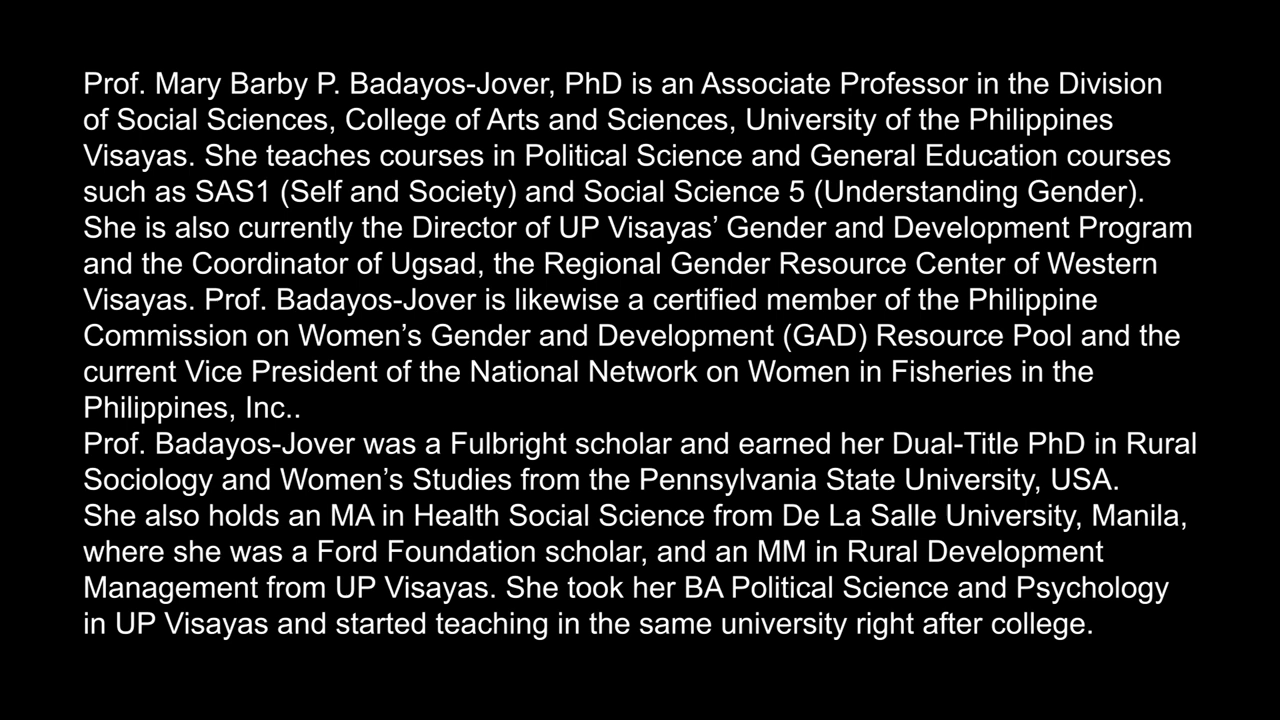 Prof. Mary Barby P. Badayos-Jover, PhD is an Associate Professor in the Division
of Social Sciences, College of Arts and Sciences, University of the Philippines
Visayas. She teaches courses in Political Science and General Education courses
such as SAS1 (Self and Society) and Social Science 5 (Understanding Gender).
She is also currently the Director of UP Visayas’ Gender and Development Program
and the Coordinator of Ugsad, the Regional Gender Resource Center of Western
Visayas. Prof. Badayos-Jover is likewise a certified member of the Philippine
Commission on Women’s Gender and Development (GAD) Resource Pool and the
current Vice President of the National Network on Women in Fisheries in the
Philippines, Inc..
Prof. Badayos-Jover was a Fulbright scholar and earned her Dual-Title PhD in Rural
Sociology and Women’s Studies from the Pennsylvania State University, USA.
She also holds an MA in Health Social Science from De La Salle University, Manila,
where she was a Ford Foundation scholar, and an MM in Rural Development
Management from UP Visayas. She took her BA Political Science and Psychology
in UP Visayas and started teaching in the same university right after college.